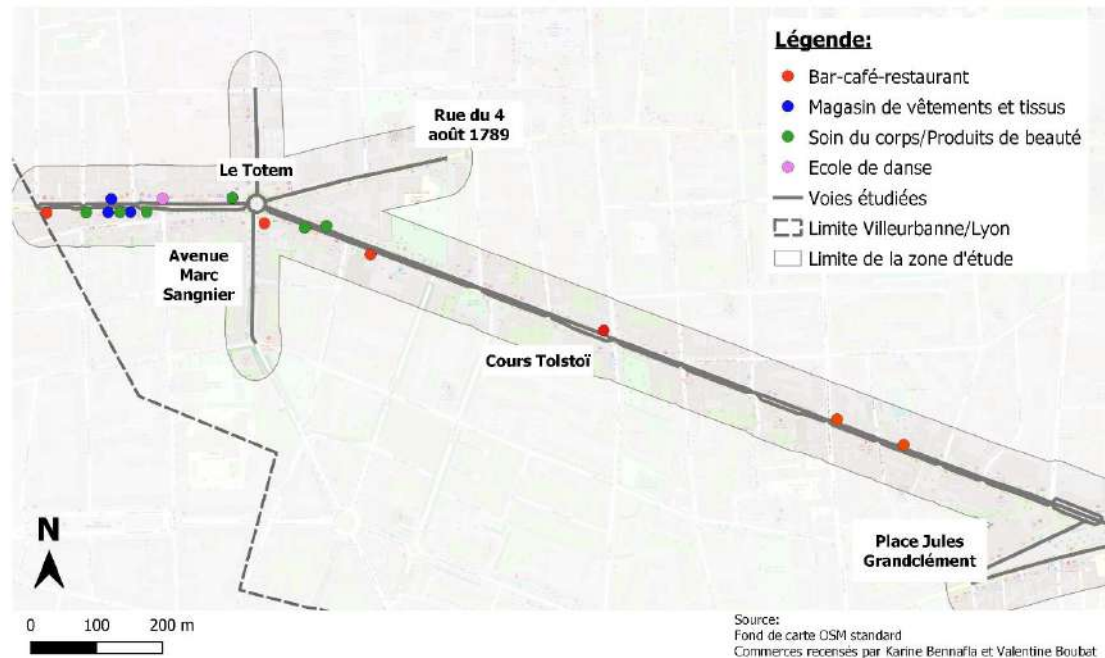 Légende:
Bar-café-restaurant
Magasin de vêtements et tissus
Soin du corps/Produits de beauté
Ecole de danse
Voies étudiées
Limite Villeurbanne/Lyon
Limite de la zone d'étude
Rue du 4
août 1789
Le Totem
Avenue
Marc
Sangnier
Cours Tolstoï
Place Jules
Grandclément
N
0 100 200 m
Source:
Fond de carte OSM standard
Commerces recensés par Karine Bennafla et Valentine Boubat